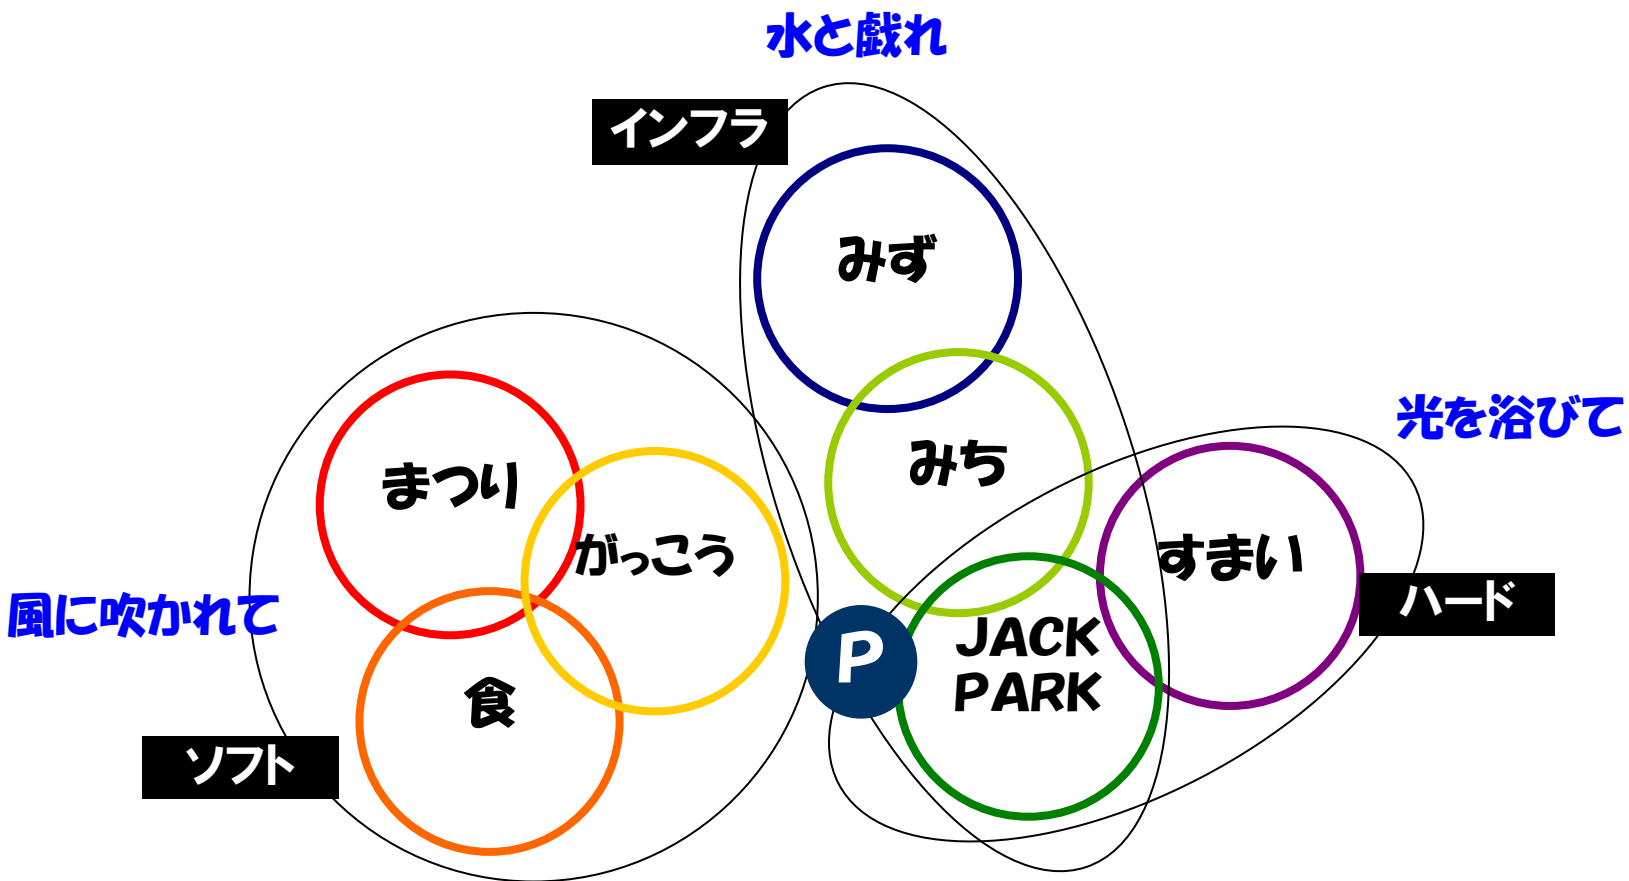 水と戯れ
インフラ
みず
光を浴びて
みち
まつり
がっこう
すまい
ハード
風に吹かれて
P
JACK
PARK
食
ソフト